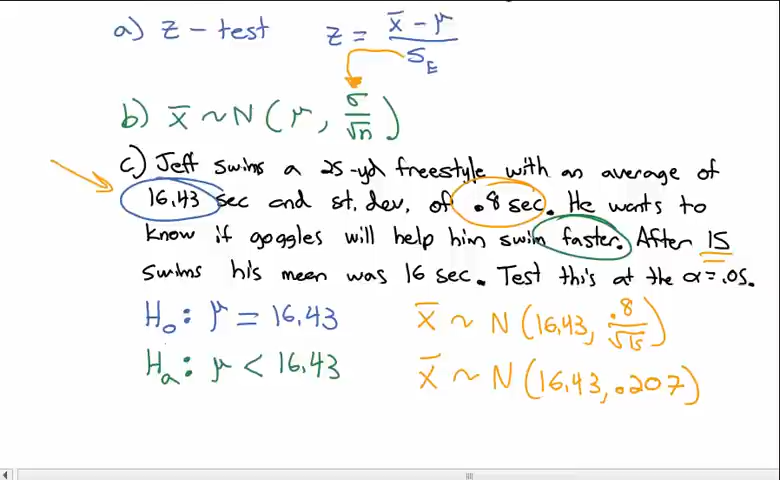 a) z - test z = x̄ - μ / S_E
b) x̄ ~ N(μ, σ/√n)
c.) Jeff swims a 25-yd freestyle with an average of
16.43 sec and st. dev. of .8 sec. He wants to
know if goggles will help him swim faster. After 15
swims his mean was 16 sec. Test this at the α=.05.
H₀: μ = 16.43 x̄ ~ N(16.43, .8/√15)
Hₐ: μ < 16.43 x̄ ~ N(16.43, .207)